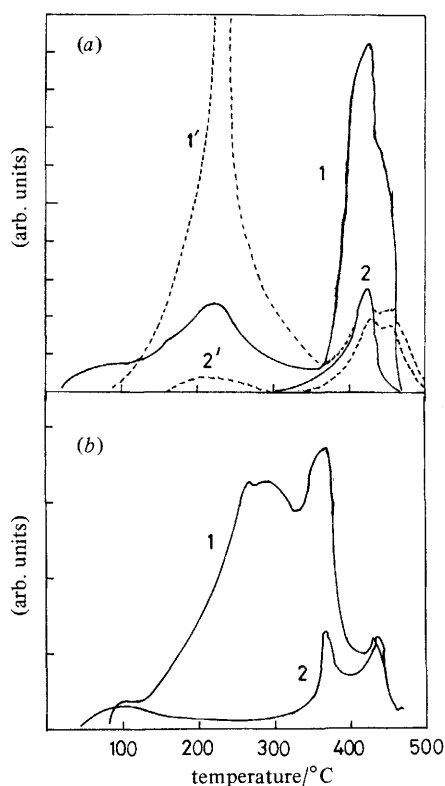 (a)
1'
1
2
2'
(arb. units)
(b)
1
2
(arb. units)
100 200 300 400 500
temperature/°C